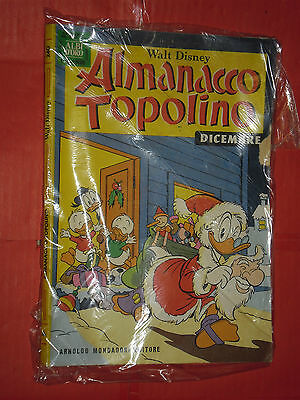 ALBI
D'ORO
Walt Disney
Almanacco
Topolino
DICEMBRE
ARNOLDO MONDADORI EDITORE